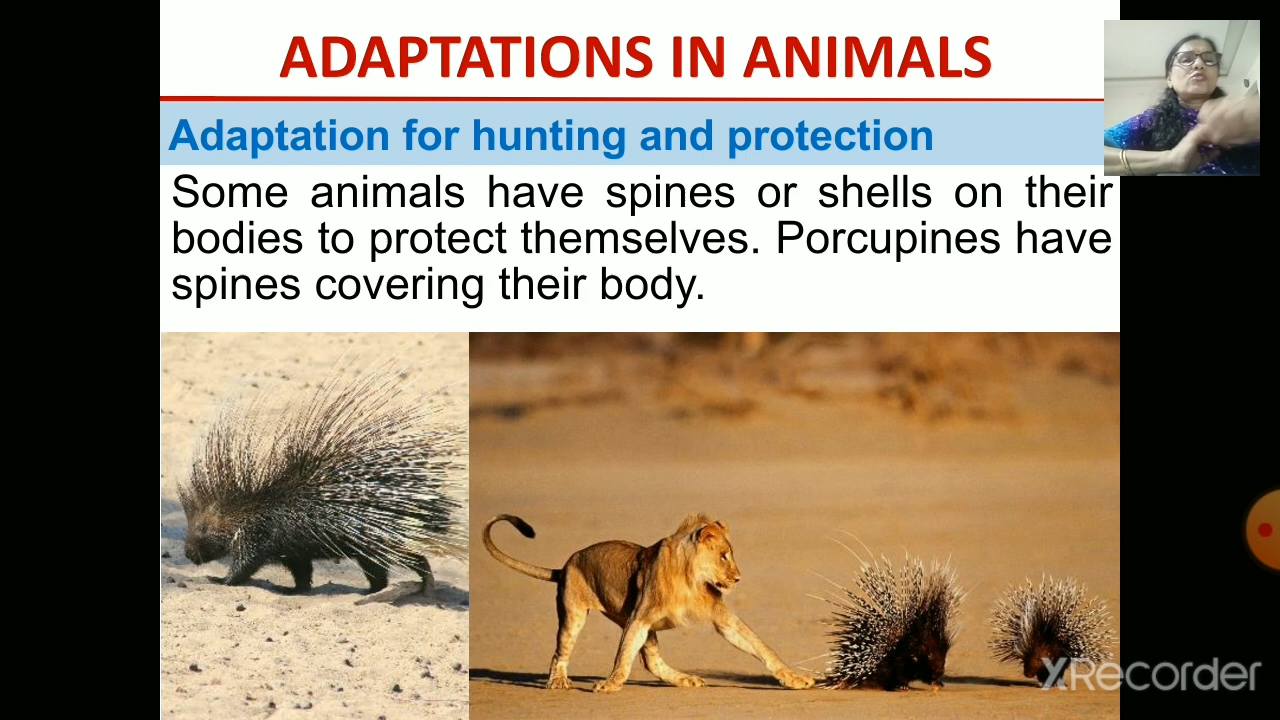 ADAPTATIONS IN ANIMALS
Adaptation for hunting and protection
Some animals have spines or shells on their
bodies to protect themselves. Porcupines have
spines covering their body.
XRecorder